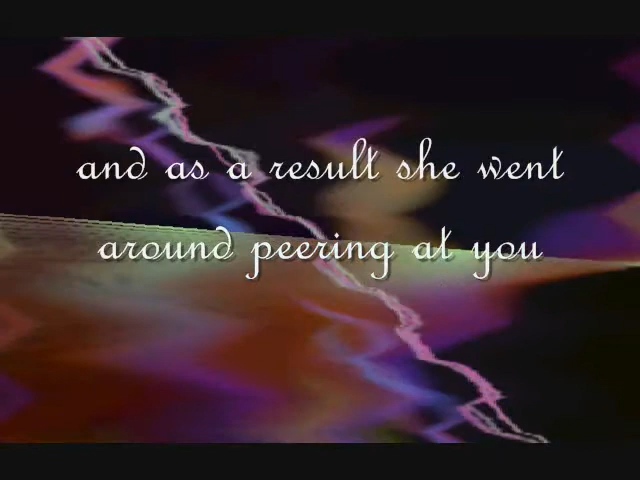 and as a result she went
around peering at you